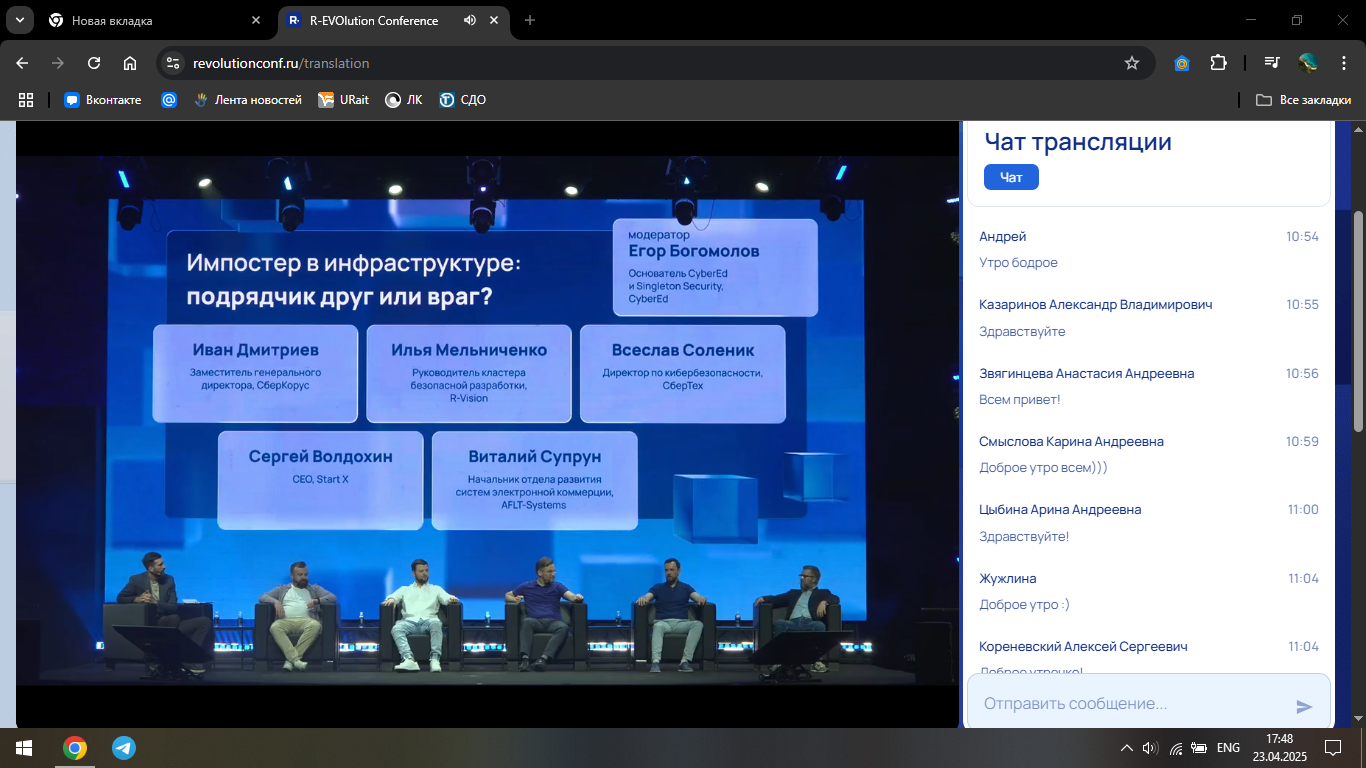 Новая вкладка
R-EVOlution Conference
revolutionconf.ru/translation
Вконтакте
Лента новостей
URait
ЛК
СДО
Все закладки
Импостер в инфраструктуре:
подрядчик друг или враг?
модератор
Егор Богомолов
Основатель CyberEd
и Singleton Security,
CyberEd
Иван Дмитриев
Заместитель генерального
директора, СберКорус
Илья Мельниченко
Руководитель кластера
безопасной разработки,
R-Vision
Всеслав Соленик
Директор по кибербезопасности,
СберТех
Сергей Волдохин
CEO, Start X
Виталий Супрун
Начальник отдела развития
систем электронной коммерции,
AFLT-Systems
Чат трансляции
Чат
Андрей 10:54
Утро бодрое
Казаринов Александр Владимирович 10:55
Здравствуйте
Звягинцева Анастасия Андреевна 10:56
Всем привет!
Смыслова Карина Андреевна 10:59
Доброе утро всем)))
Цыбина Арина Андреевна 11:00
Здравствуйте!
Жужлина 11:04
Доброе утро :)
Кореневский Алексей Сергеевич 11:04
Доброе утречко!
Отправить сообщение...
ENG
17:48
23.04.2025